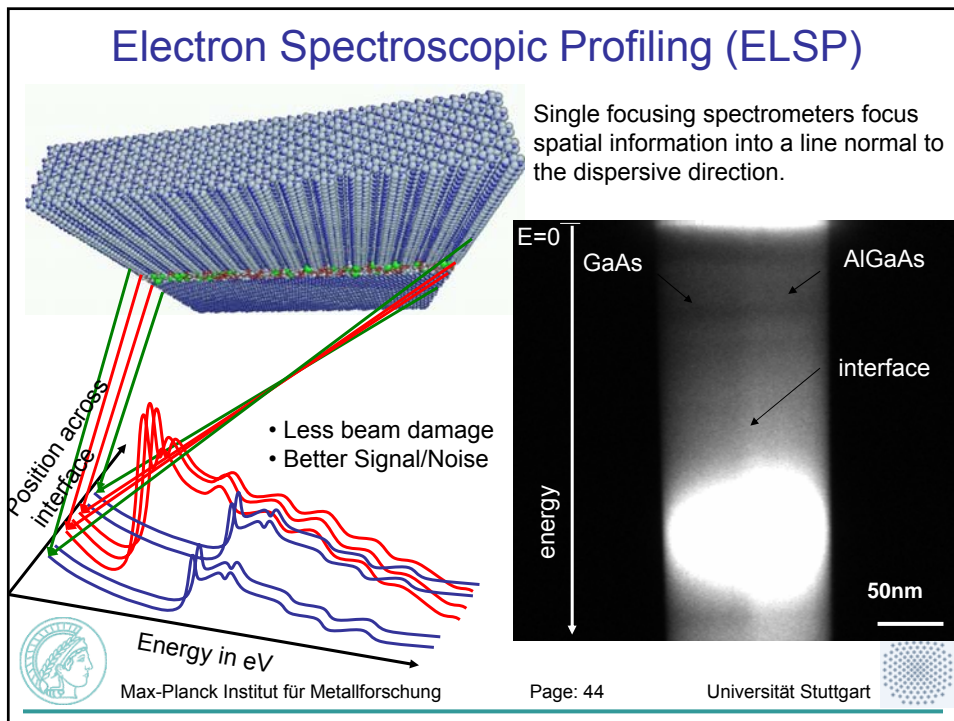 Electron Spectroscopic Profiling (ELSP)
Single focusing spectrometers focus
spatial information into a line normal to
the dispersive direction.
E=0
GaAs
AlGaAs
interface
energy
50nm
Position across
interface
• Less beam damage
• Better Signal/Noise
Energy in eV
Max-Planck Institut für Metallforschung
Page: 44
Universität Stuttgart